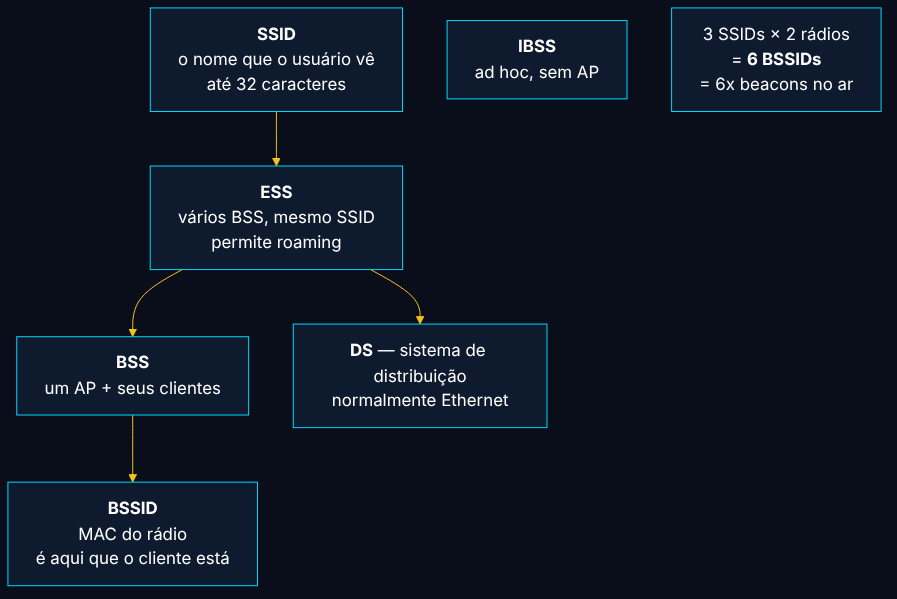 SSID
o nome que o usuário vê
até 32 caracteres
IBSS
ad hoc, sem AP
3 SSIDs × 2 rádios
= 6 BSSIDs
= 6x beacons no ar
ESS
vários BSS, mesmo SSID
permite roaming
BSS
um AP + seus clientes
DS — sistema de
distribuição
normalmente Ethernet
BSSID
MAC do rádio
é aqui que o cliente está